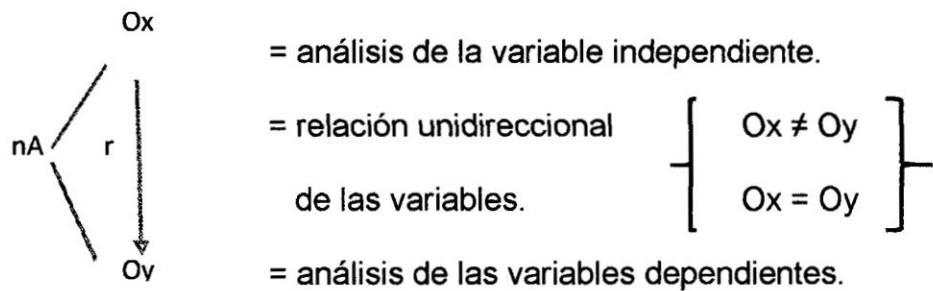 Ox
= análisis de la variable independiente.
= relación unidireccional
Ox ≠ Oy
nA
r
de las variables.
Ox = Oy
Oy
= análisis de las variables dependientes.